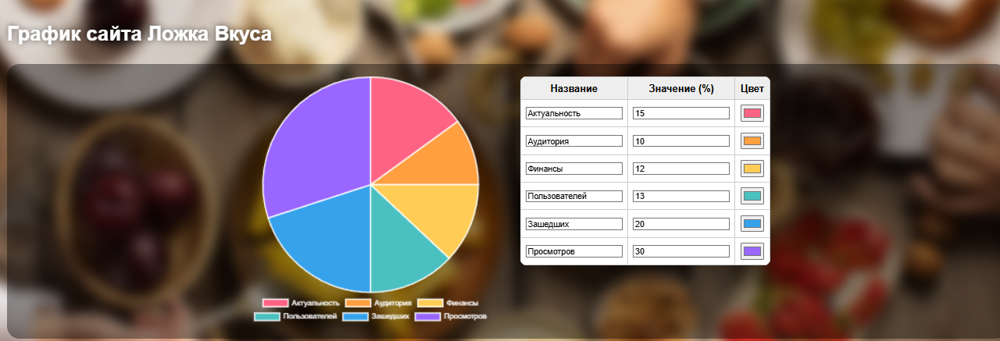 График сайта Ложка Вкуса
Название Значение (%) Цвет
Актуальность 15
Аудитория 10
Финансы 12
Пользователей 13
Зашедших 20
Просмотров 30
Актуальность Аудитория Финансы
Пользователей Зашедших Просмотров